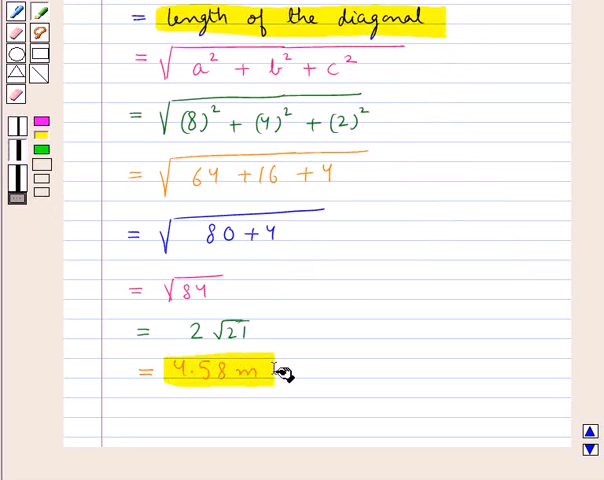 = length of the diagonal
= √(a² + b² + c²)
= √((8)² + (4)² + (2)²)
= √(64 + 16 + 4)
= √(80 + 4)
= √84
= 2 √21
= 4.58 m